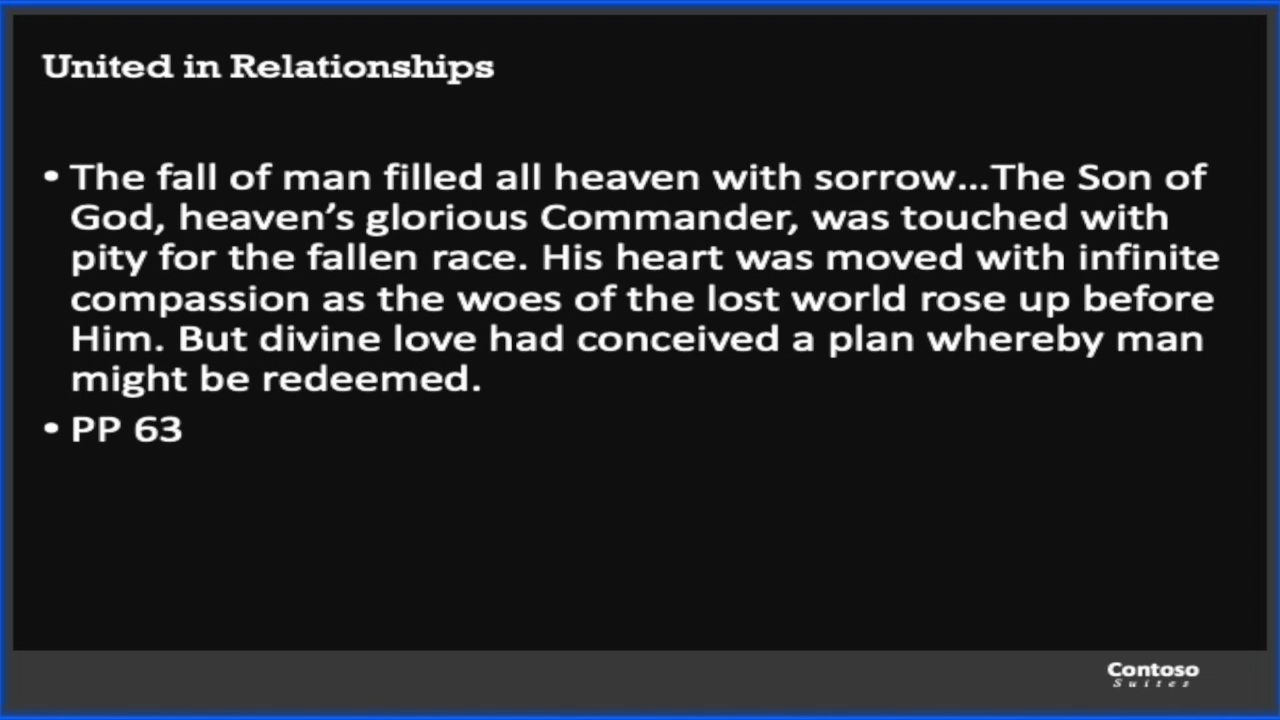 United in Relationships
• The fall of man filled all heaven with sorrow...The Son of
God, heaven’s glorious Commander, was touched with
pity for the fallen race. His heart was moved with infinite
compassion as the woes of the lost world rose up before
Him. But divine love had conceived a plan whereby man
might be redeemed.
• PP 63
Contoso
Suites